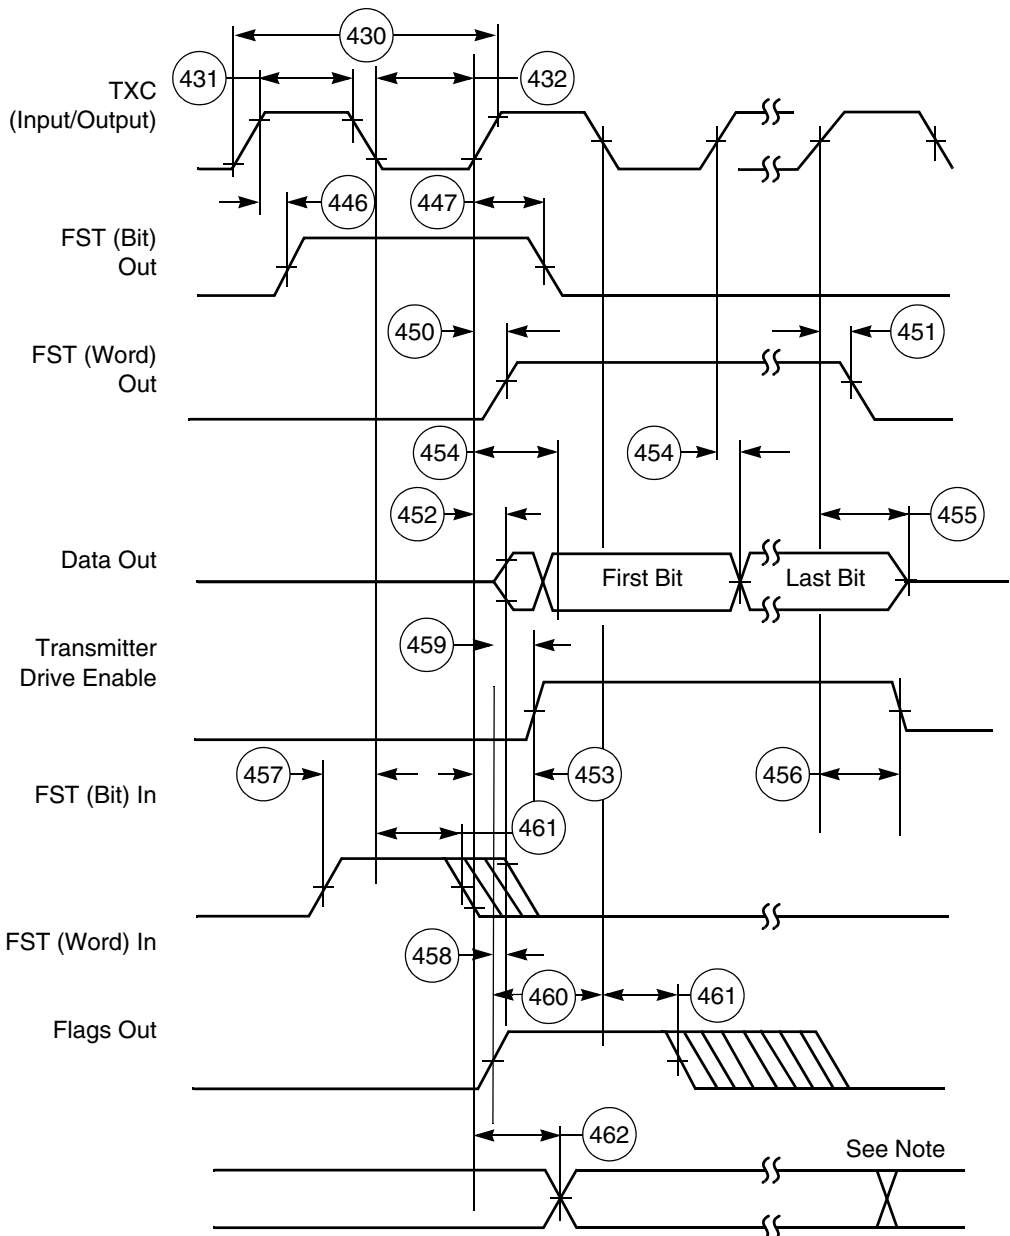 430
431
432
TXC
(Input/Output)
446
447
FST (Bit)
Out
450
451
FST (Word)
Out
454
454
452
455
Data Out
First Bit
Last Bit
459
Transmitter
Drive Enable
457
453
456
FST (Bit) In
461
FST (Word) In
458
460
461
Flags Out
462
See Note